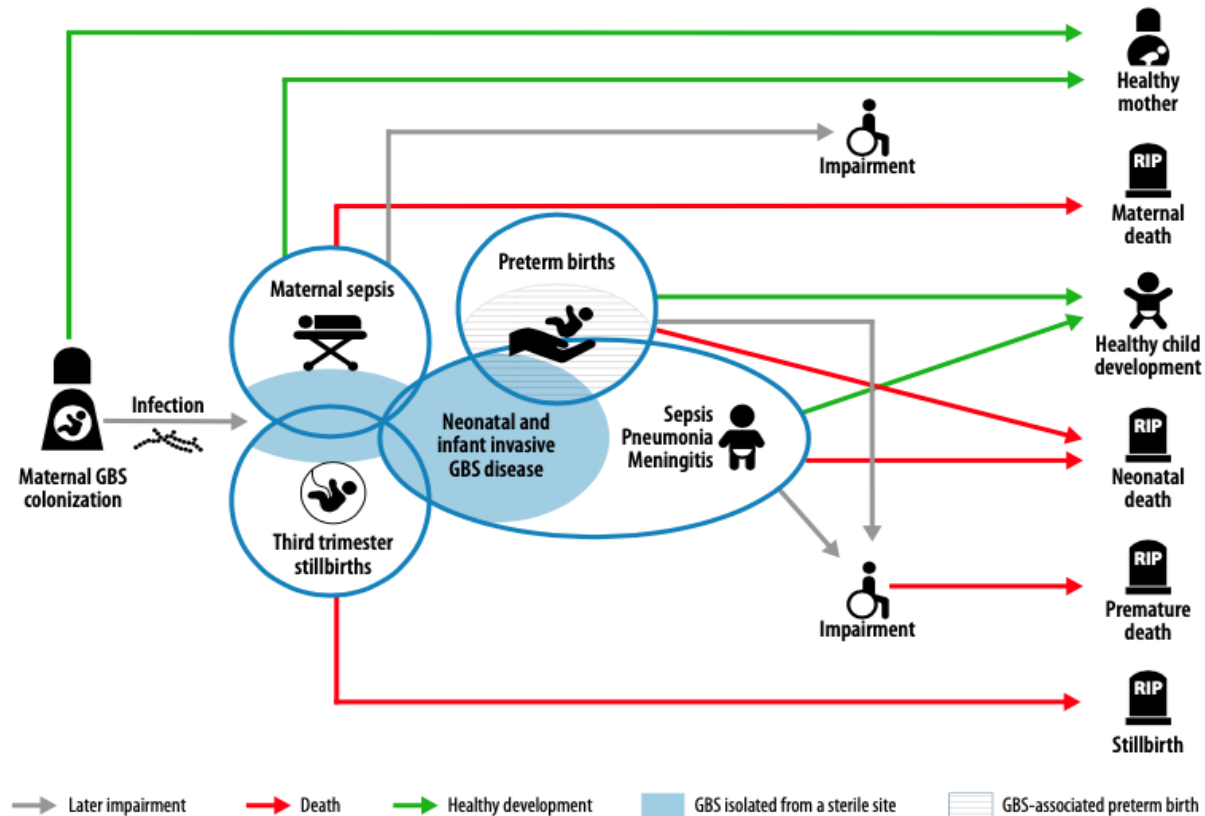 Healthy
mother
Impairment
RIP
Maternal
death
Preterm births
Maternal sepsis
Healthy child
development
Infection
Maternal GBS
colonization
Neonatal and
infant invasive
GBS disease
Sepsis
Pneumonia
Meningitis
RIP
Neonatal
death
Third trimester
stillbirths
RIP
Premature
death
Impairment
RIP
Stillbirth
Later impairment
Death
Healthy development
GBS isolated from a sterile site
GBS-associated preterm birth